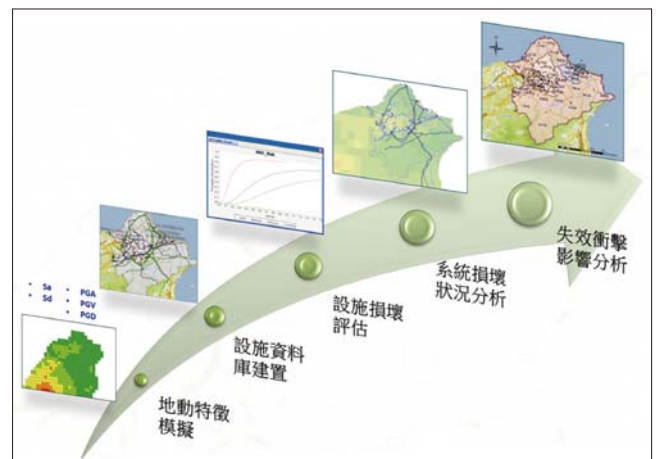 Sa
Sd
PGA
PGV
PGD
地動特徵
模擬
設施資料
庫建置
設施損壞
評估
系統損壞
狀況分析
失效衝擊
影響分析